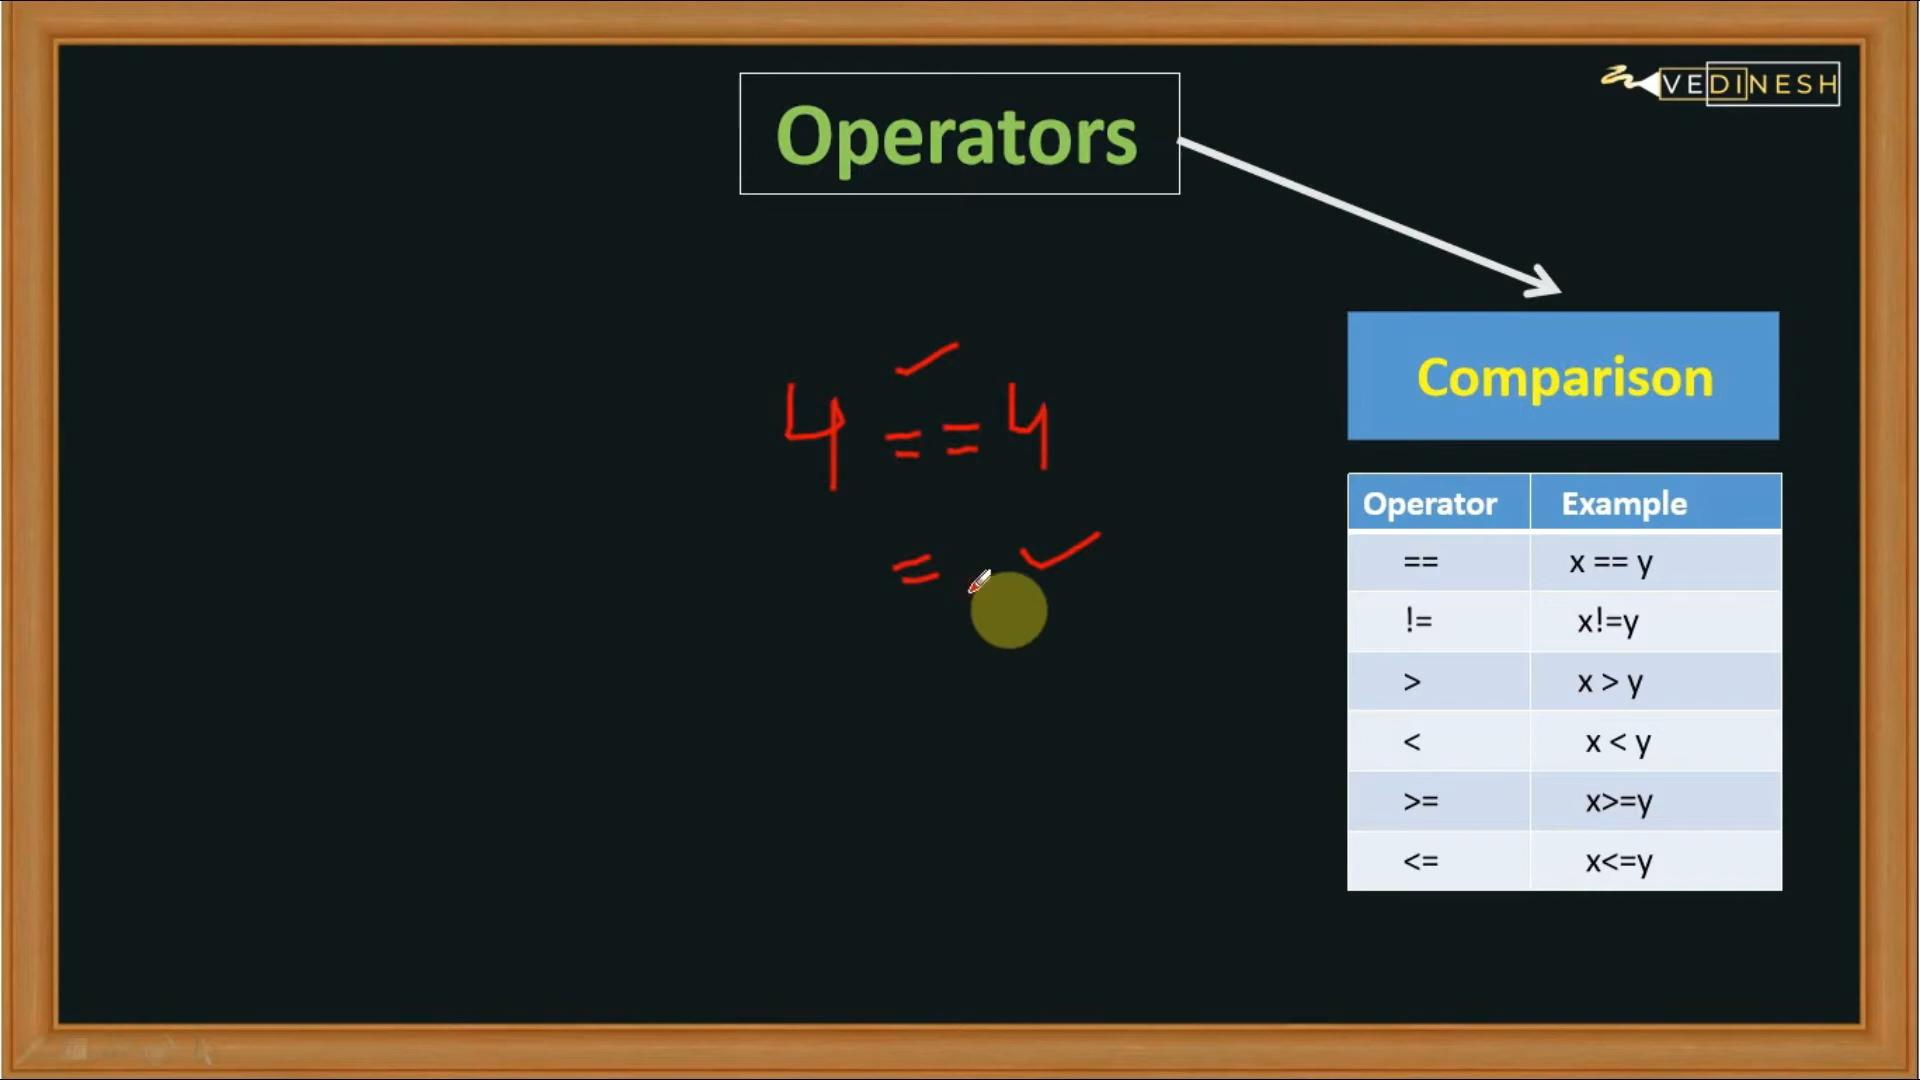 Operators
VEDINESH
4 == 4
=
Comparison
Operator Example
== x == y
!= x!=y
> x > y
< x < y
>= x>=y
<= x<=y